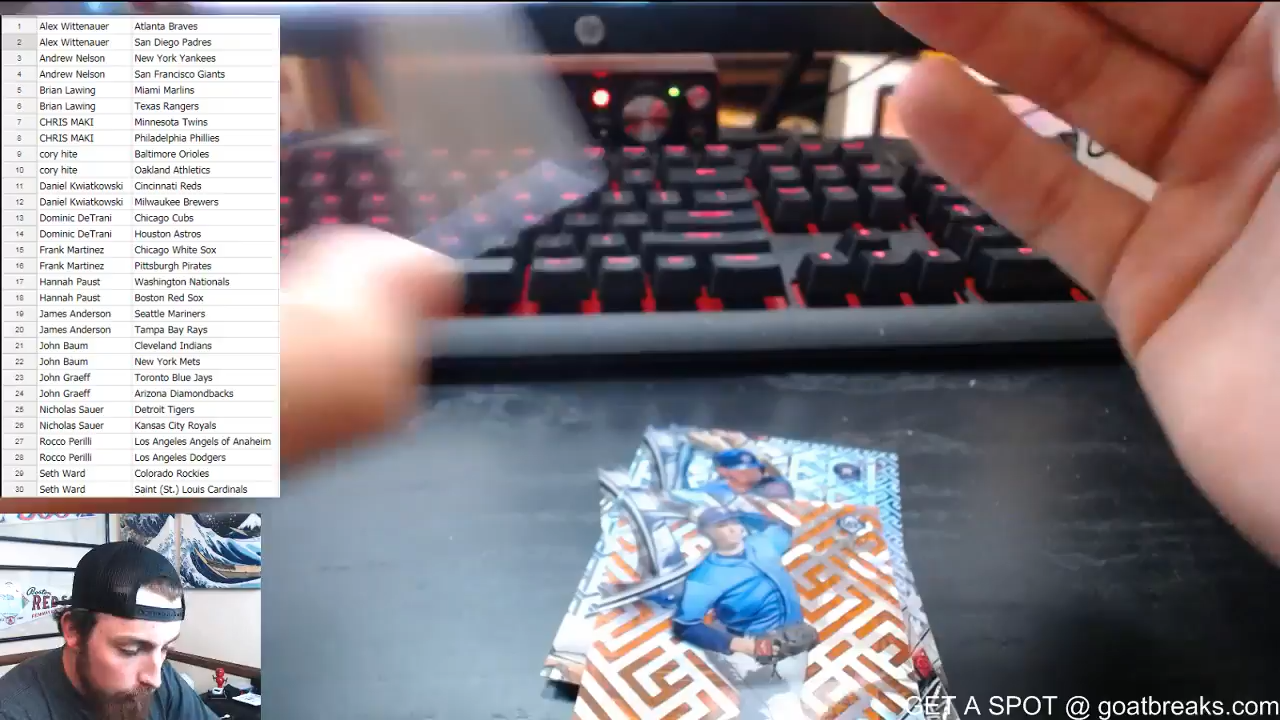 1 Alex Wittenauer Atlanta Braves
2 Alex Wittenauer San Diego Padres
3 Andrew Nelson New York Yankees
4 Andrew Nelson San Francisco Giants
5 Brian Lawing Miami Marlins
6 Brian Lawing Texas Rangers
7 CHRIS MAKI Minnesota Twins
8 CHRIS MAKI Philadelphia Phillies
9 cory hite Baltimore Orioles
10 cory hite Oakland Athletics
11 Daniel Kwiatkowski Cincinnati Reds
12 Daniel Kwiatkowski Milwaukee Brewers
13 Dominic DeTrani Chicago Cubs
14 Dominic DeTrani Houston Astros
15 Frank Martinez Chicago White Sox
16 Frank Martinez Pittsburgh Pirates
17 Hannah Paust Washington Nationals
18 Hannah Paust Boston Red Sox
19 James Anderson Seattle Mariners
20 James Anderson Tampa Bay Rays
21 John Baum Cleveland Indians
22 John Baum New York Mets
23 John Graeff Toronto Blue Jays
24 John Graeff Arizona Diamondbacks
25 Nicholas Sauer Detroit Tigers
26 Nicholas Sauer Kansas City Royals
27 Rocco Perilli Los Angeles Angels of Anaheim
28 Rocco Perilli Los Angeles Dodgers
29 Seth Ward Colorado Rockies
30 Seth Ward Saint (St.) Louis Cardinals
Boston
REDS
GET A SPOT @ goatbreaks.com